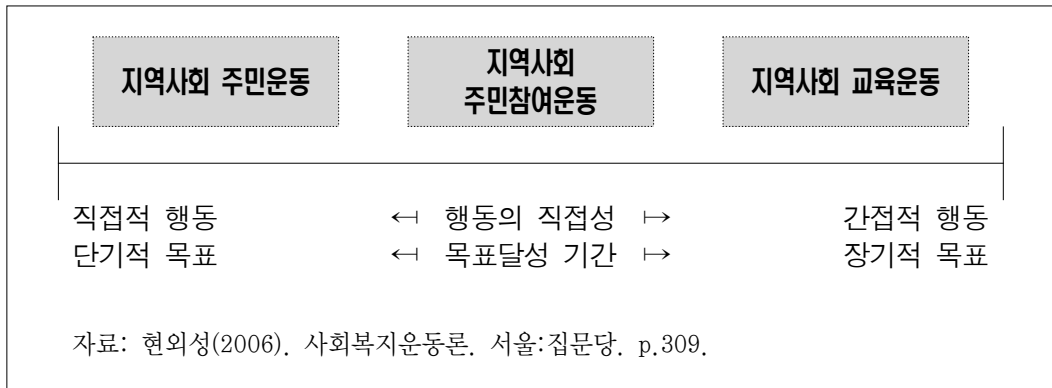 지역사회 주민운동
지역사회
주민참여운동
지역사회 교육운동
직접적 행동 ↤ 행동의 직접성 ↦ 간접적 행동
단기적 목표 ↤ 목표달성 기간 ↦ 장기적 목표
자료: 현외성(2006). 사회복지운동론. 서울:집문당. p.309.